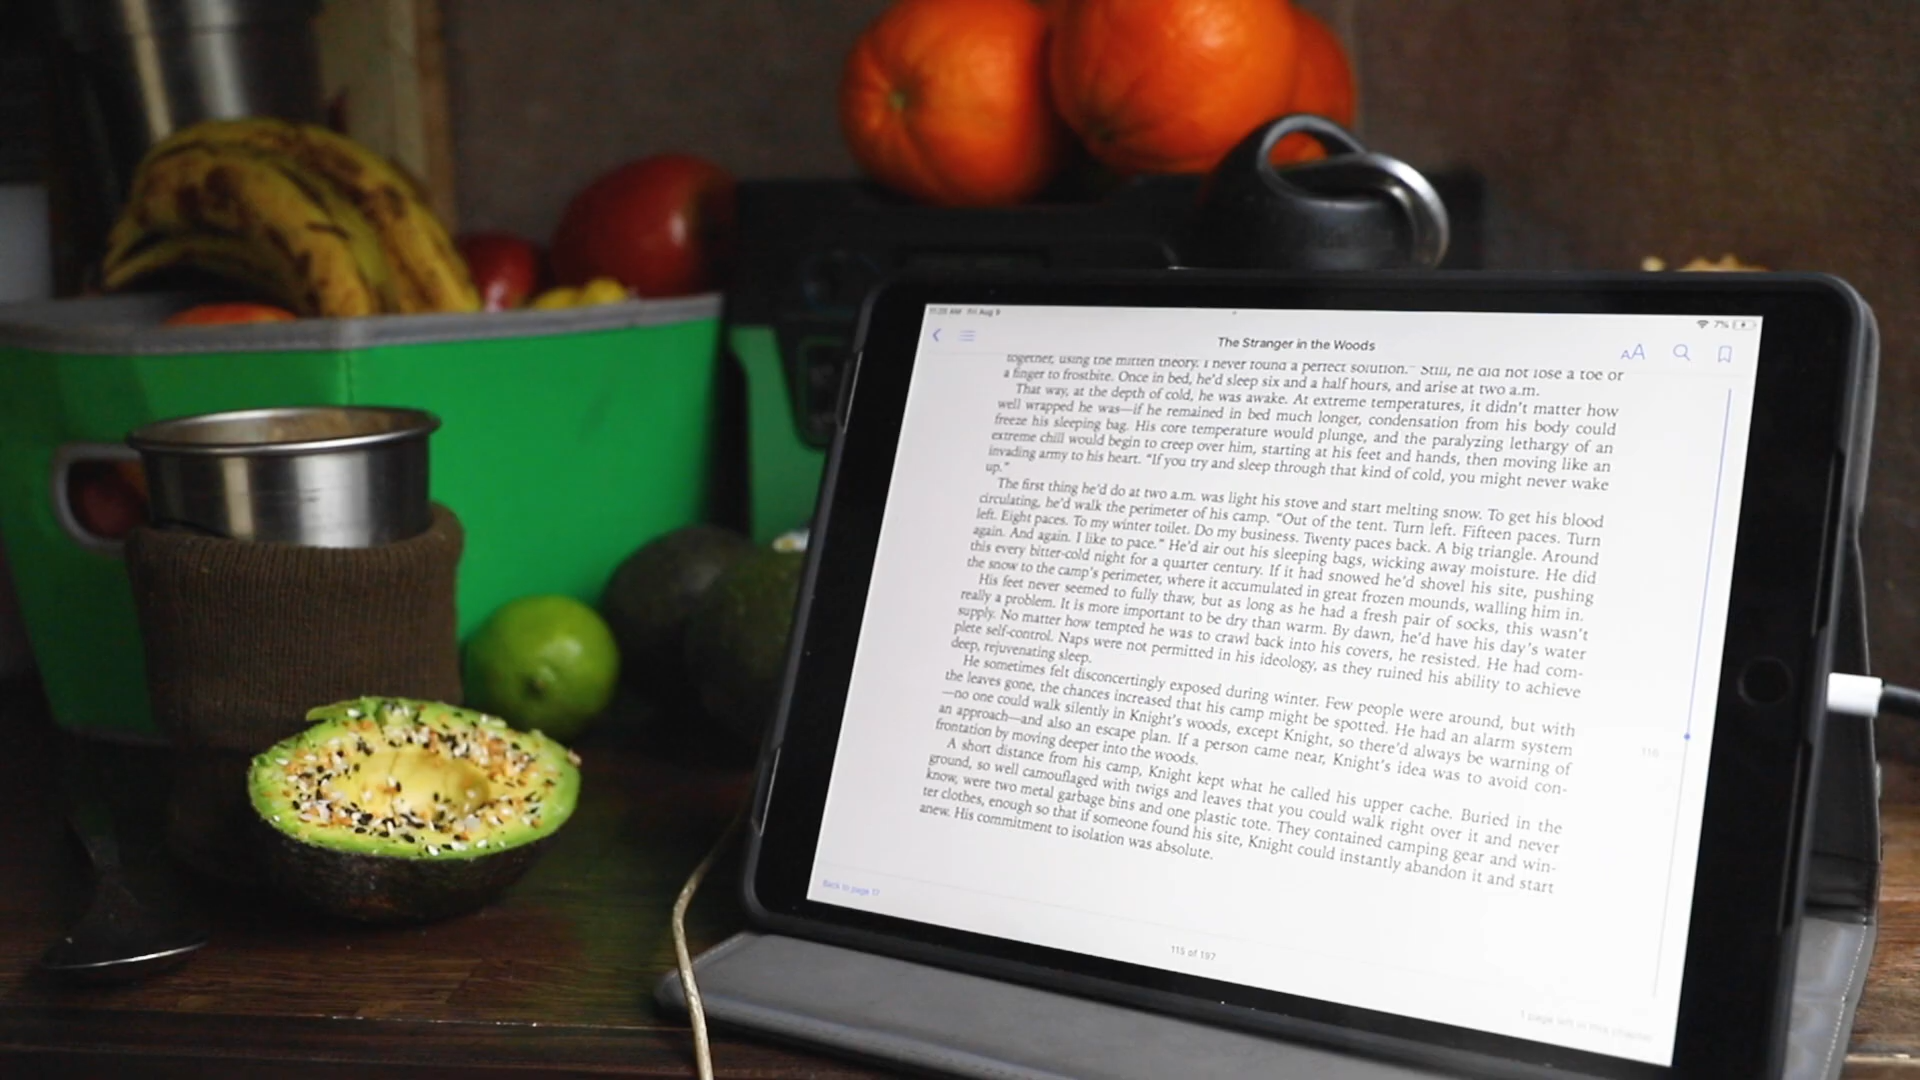 11:25 AM Fri Aug 9
7%
The Stranger in the Woods
AA
together, using the mitten theory. I never found a perfect solution." Still, he did not lose a toe or
a finger to frostbite. Once in bed, he'd sleep six and a half hours, and arise at two a.m.
That way, at the depth of cold, he was awake. At extreme temperatures, it didn't matter how
well wrapped he was—if he remained in bed much longer, condensation from his body could
freeze his sleeping bag. His core temperature would plunge, and the paralyzing lethargy of an
extreme chill would begin to creep over him, starting at his feet and hands, then moving like an
invading army to his heart. "If you try and sleep through that kind of cold, you might never wake
up."
The first thing he'd do at two a.m. was light his stove and start melting snow. To get his blood
circulating, he'd walk the perimeter of his camp. "Out of the tent. Turn left. Fifteen paces. Turn
left. Eight paces. To my winter toilet. Do my business. Twenty paces back. A big triangle. Around
again. And again. I like to pace." He'd air out his sleeping bags, wicking away moisture. He did
this every bitter-cold night for a quarter century. If it had snowed he'd shovel his site, pushing
the snow to the camp's perimeter, where it accumulated in great frozen mounds, walling him in.
His feet never seemed to fully thaw, but as long as he had a fresh pair of socks, this wasn't
really a problem. It is more important to be dry than warm. By dawn, he'd have his day's water
supply. No matter how tempted he was to crawl back into his covers, he resisted. He had com-
plete self-control. Naps were not permitted in his ideology, as they ruined his ability to achieve
deep, rejuvenating sleep.
He sometimes felt disconcertingly exposed during winter. Few people were around, but with
the leaves gone, the chances increased that his camp might be spotted. He had an alarm system
—no one could walk silently in Knight's woods, except Knight, so there'd always be warning of
an approach—and also an escape plan. If a person came near, Knight's idea was to avoid con-
frontation by moving deeper into the woods.
A short distance from his camp, Knight kept what he called his upper cache. Buried in the
ground, so well camouflaged with twigs and leaves that you could walk right over it and never
know, were two metal garbage bins and one plastic tote. They contained camping gear and win-
ter clothes, enough so that if someone found his site, Knight could instantly abandon it and start
anew. His commitment to isolation was absolute.
116
Back to page 17
115 of 197
1 page left in this chapter